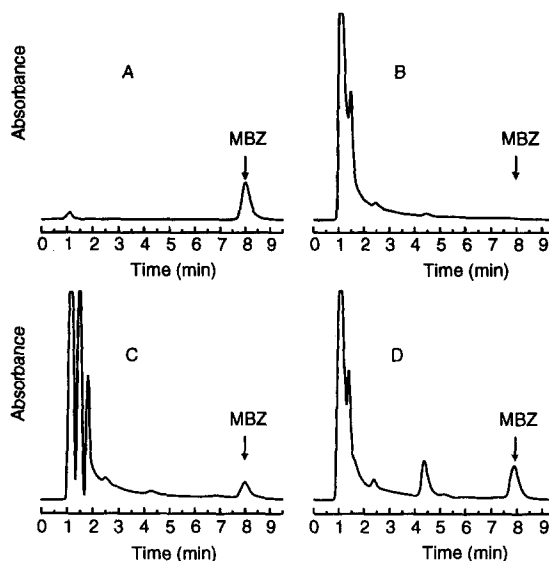 A
B
Absorbance
MBZ
MBZ
0 1 2 3 4 5 6 7 8 9
0 1 2 3 4 5 6 7 8 9
Time (min)
Time (min)
C
D
Absorbance
MBZ
MBZ
0 1 2 3 4 5 6 7 8 9
0 1 2 3 4 5 6 7 8 9
Time (min)
Time (min)